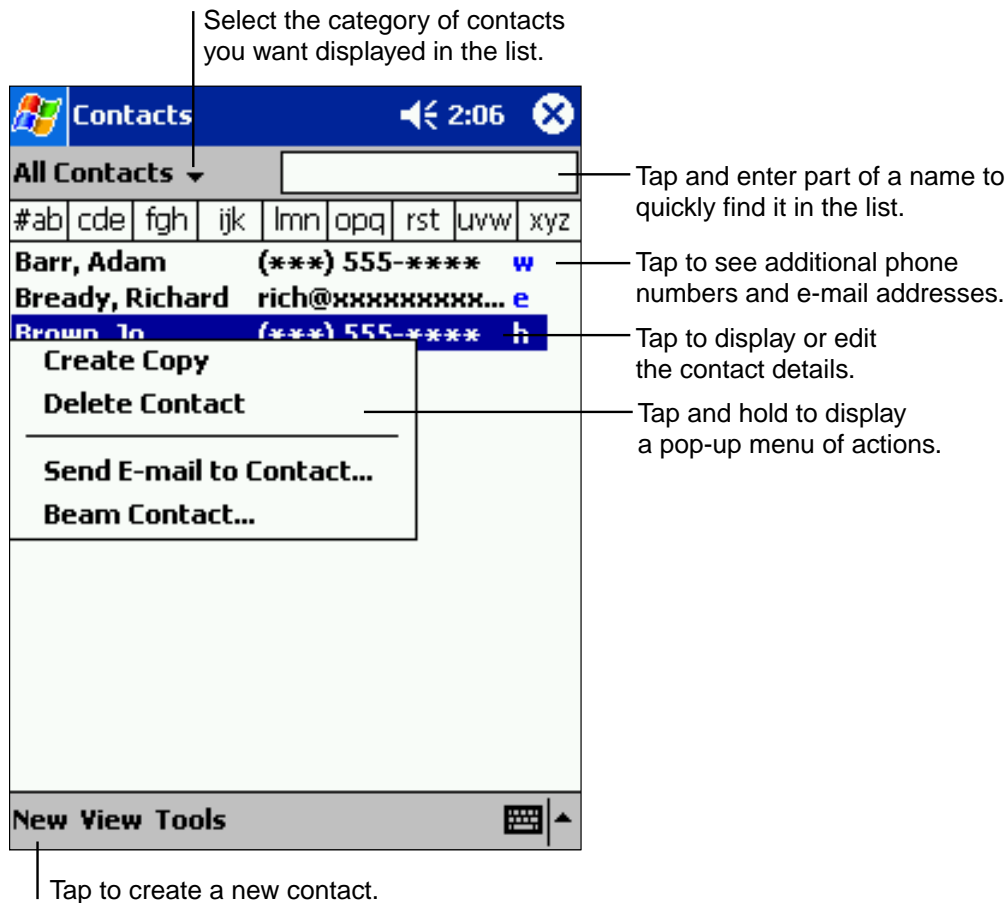 Select the category of contacts
you want displayed in the list.
Contacts 2:06
All Contacts
Tap and enter part of a name to
quickly find it in the list.
#ab cde fgh ijk lmn opq rst uvw xyz
Barr, Adam (***) 555-**** w
Tap to see additional phone
numbers and e-mail addresses.
Bready, Richard rich@xxxxxxxxx... e
Brown, Jo (***) 555-**** h
Tap to display or edit
the contact details.
Create Copy
Delete Contact
Tap and hold to display
a pop-up menu of actions.
Send E-mail to Contact...
Beam Contact...
New View Tools
Tap to create a new contact.